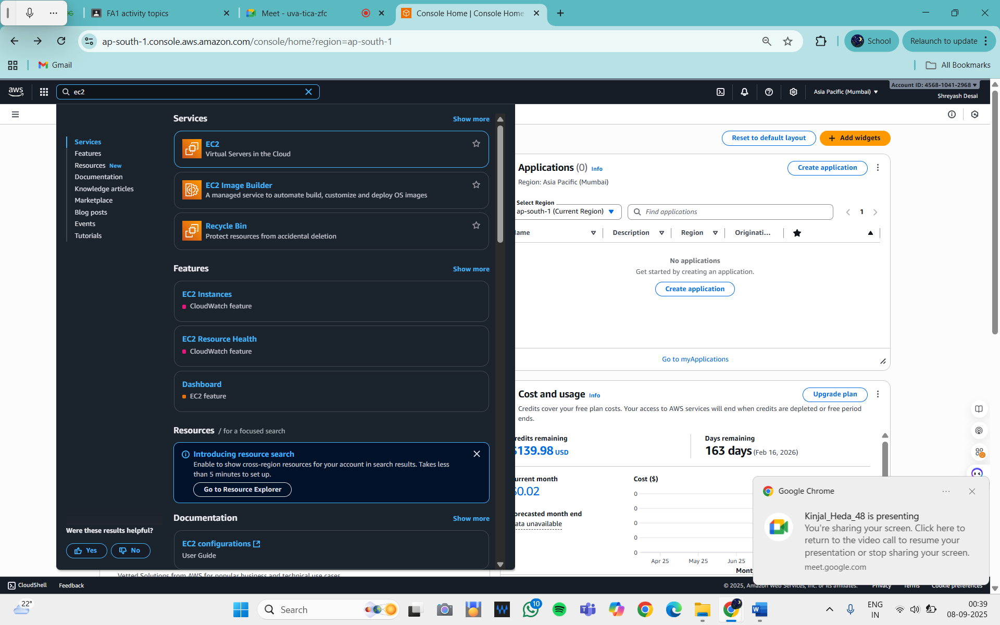 FA1 activity topics
Meet - uva-tica-zfc
Console Home | Console Home
ap-south-1.console.aws.amazon.com/console/home?region=ap-south-1
School
Relaunch to update
Gmail
All Bookmarks
aws
ec2
Asia Pacific (Mumbai)
Account ID: 4568-1041-2968
Shreyash Desai
Services
Features
Resources New
Documentation
Knowledge articles
Marketplace
Blog posts
Events
Tutorials
Were these results helpful?
Yes
No
Services
Show more
EC2
Virtual Servers in the Cloud
EC2 Image Builder
A managed service to automate build, customize and deploy OS images
Recycle Bin
Protect resources from accidental deletion
Features
Show more
EC2 Instances
CloudWatch feature
EC2 Resource Health
CloudWatch feature
Dashboard
EC2 feature
Resources / for a focused search
Introducing resource search
Enable to show cross-region resources for your account in search results. Takes less
than 5 minutes to set up.
Go to Resource Explorer
Documentation
Show more
EC2 configurations
User Guide
Vetted Solutions from AWS for popular business and technical use cases
Reset to default layout
Add widgets
Applications (0) Info
Create application
Region: Asia Pacific (Mumbai)
Select Region
ap-south-1 (Current Region)
Find applications
1
ame
Description
Region
Originati...
No applications
Get started by creating an application.
Create application
Go to myApplications
Cost and usage Info
Upgrade plan
Credits cover your free plan costs. Your access to AWS services will end when credits are depleted or free period
ends.
redits remaining
$139.98 USD
Days remaining
163 days (Feb 16, 2026)
urrent month
$0.02
orecasted month end
ata unavailable
Cost ($)
0
0
0
0
0
Apr 25
May 25
Jun 25
Mont
Google Chrome
Kinjal_Heda_48 is presenting
You're sharing your screen. Click here to
return to the video call to resume your
presentation or stop sharing your screen.
meet.google.com
CloudShell
Feedback
© 2025, Amazon Web Services, Inc. or its affiliates.
Privacy
Terms
Cookie preferences
22°
Search
10
ENG
IN
00:39
08-09-2025